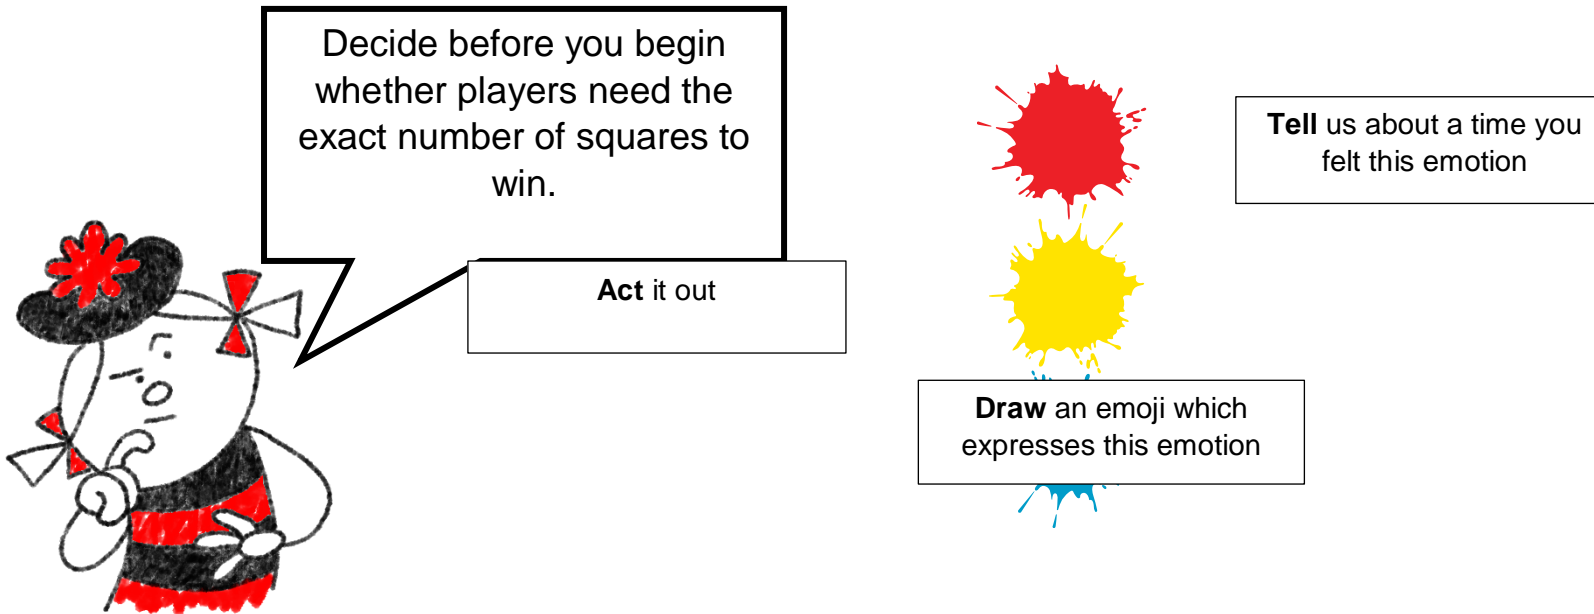 Decide before you begin
whether players need the
exact number of squares to
win.
Tell us about a time you
felt this emotion
Act it out
Draw an emoji which
expresses this emotion